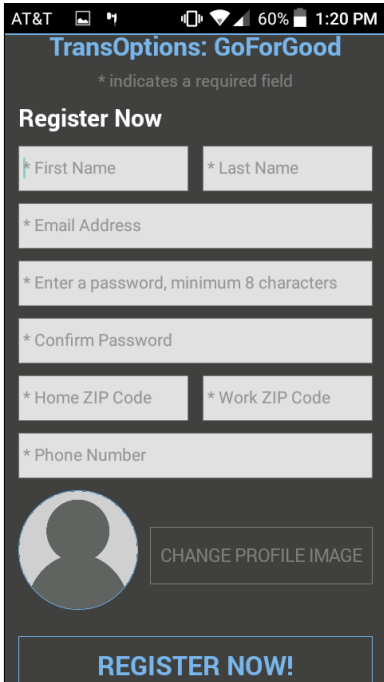 AT&T 60% 1:20 PM
TransOptions: GoForGood
* indicates a required field
Register Now
* First Name * Last Name
* Email Address
* Enter a password, minimum 8 characters
* Confirm Password
* Home ZIP Code * Work ZIP Code
* Phone Number
CHANGE PROFILE IMAGE
REGISTER NOW!